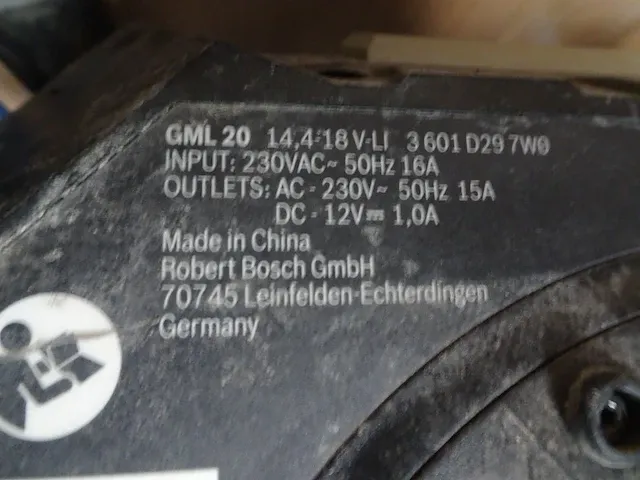 GML 20 14,4-18 V-LI 3 601 D29 7W0
INPUT: 230VAC~ 50Hz 16A
OUTLETS: AC - 230V~ 50Hz 15A
DC - 12V⎓ 1,0A
Made in China
Robert Bosch GmbH
70745 Leinfelden-Echterdingen
Germany